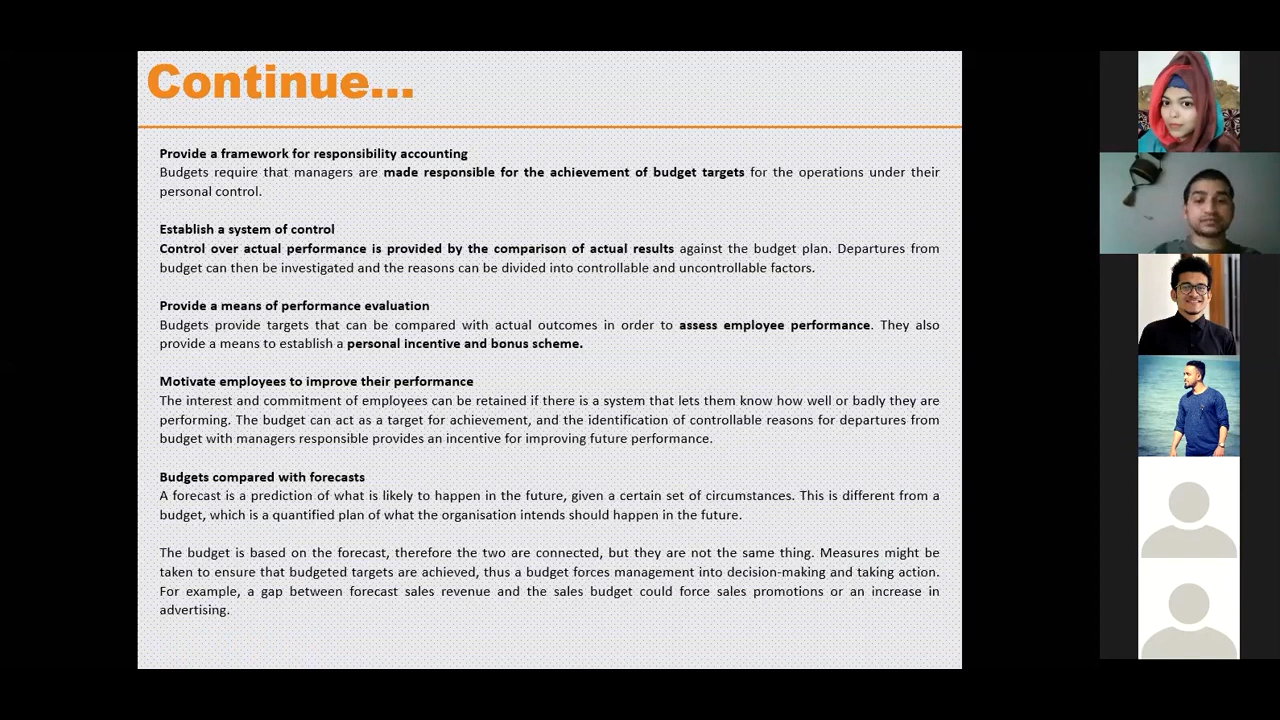 Continue...
Provide a framework for responsibility accounting
Budgets require that managers are made responsible for the achievement of budget targets for the operations under their
personal control.
Establish a system of control
Control over actual performance is provided by the comparison of actual results against the budget plan. Departures from
budget can then be investigated and the reasons can be divided into controllable and uncontrollable factors.
Provide a means of performance evaluation
Budgets provide targets that can be compared with actual outcomes in order to assess employee performance. They also
provide a means to establish a personal incentive and bonus scheme.
Motivate employees to improve their performance
The interest and commitment of employees can be retained if there is a system that lets them know how well or badly they are
performing. The budget can act as a target for achievement, and the identification of controllable reasons for departures from
budget with managers responsible provides an incentive for improving future performance.
Budgets compared with forecasts
A forecast is a prediction of what is likely to happen in the future, given a certain set of circumstances. This is different from a
budget, which is a quantified plan of what the organisation intends should happen in the future.
The budget is based on the forecast, therefore the two are connected, but they are not the same thing. Measures might be
taken to ensure that budgeted targets are achieved, thus a budget forces management into decision-making and taking action.
For example, a gap between forecast sales revenue and the sales budget could force sales promotions or an increase in
advertising.